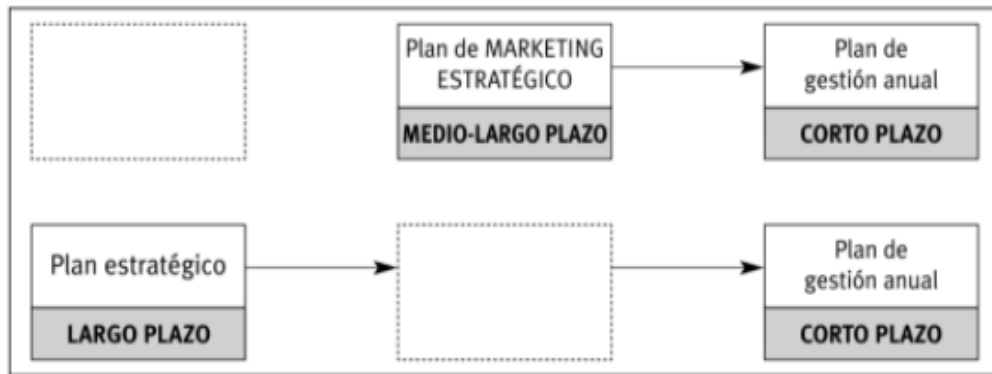 Plan de MARKETING
ESTRATÉGICO
MEDIO-LARGO PLAZO
Plan de
gestión anual
CORTO PLAZO
Plan estratégico
LARGO PLAZO
Plan de
gestión anual
CORTO PLAZO